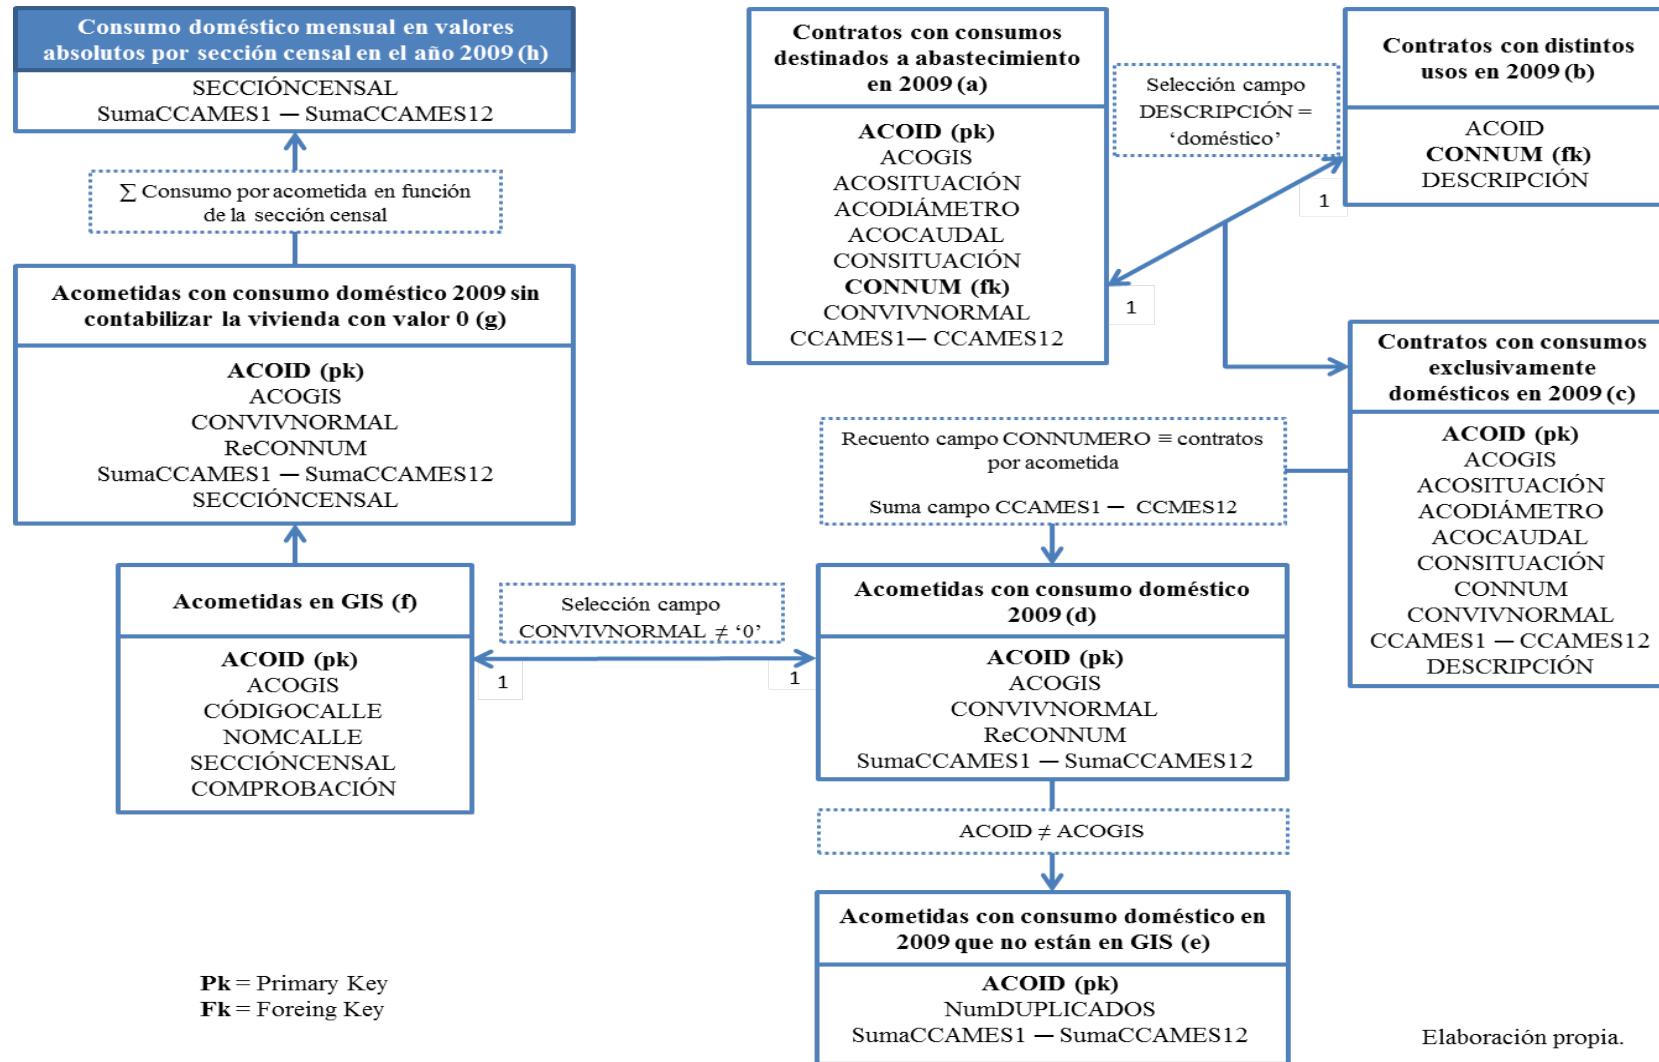 Consumo doméstico mensual en valores
absolutos por sección censal en el año 2009 (h)
SECCIÓNCENSAL
SumaCCAMES1 — SumaCCAMES12
∑ Consumo por acometida en función
de la sección censal
Acometidas con consumo doméstico 2009 sin
contabilizar la vivienda con valor 0 (g)
ACOID (pk)
ACOGIS
CONVIVNORMAL
ReCONNUM
SumaCCAMES1 — SumaCCAMES12
SECCIÓNCENSAL
Acometidas en GIS (f)
ACOID (pk)
ACOGIS
CÓDIGOCALLE
NOMCALLE
SECCIÓNCENSAL
COMPROBACIÓN
Selección campo
CONVIVNORMAL ≠ ‘0’
1
1
Contratos con consumos
destinados a abastecimiento
en 2009 (a)
ACOID (pk)
ACOGIS
ACOSITUACIÓN
ACODIÁMETRO
ACOCAUDAL
CONSITUACIÓN
CONNUM (fk)
CONVIVNORMAL
CCAMES1— CCAMES12
Selección campo
DESCRIPCIÓN =
‘doméstico’
1
1
Contratos con distintos
usos en 2009 (b)
ACOID
CONNUM (fk)
DESCRIPCIÓN
Contratos con consumos
exclusivamente
domésticos en 2009 (c)
ACOID (pk)
ACOGIS
ACOSITUACIÓN
ACODIÁMETRO
ACOCAUDAL
CONSITUACIÓN
CONNUM
CONVIVNORMAL
CCAMES1 — CCAMES12
DESCRIPCIÓN
Recuento campo CONNUMERO ≡ contratos
por acometida
Suma campo CCAMES1 — CCMES12
Acometidas con consumo doméstico
2009 (d)
ACOID (pk)
ACOGIS
CONVIVNORMAL
ReCONNUM
SumaCCAMES1 — SumaCCAMES12
ACOID ≠ ACOGIS
Acometidas con consumo doméstico en
2009 que no están en GIS (e)
ACOID (pk)
NumDUPLICADOS
SumaCCAMES1 — SumaCCAMES12
Pk = Primary Key
Fk = Foreing Key
Elaboración propia.